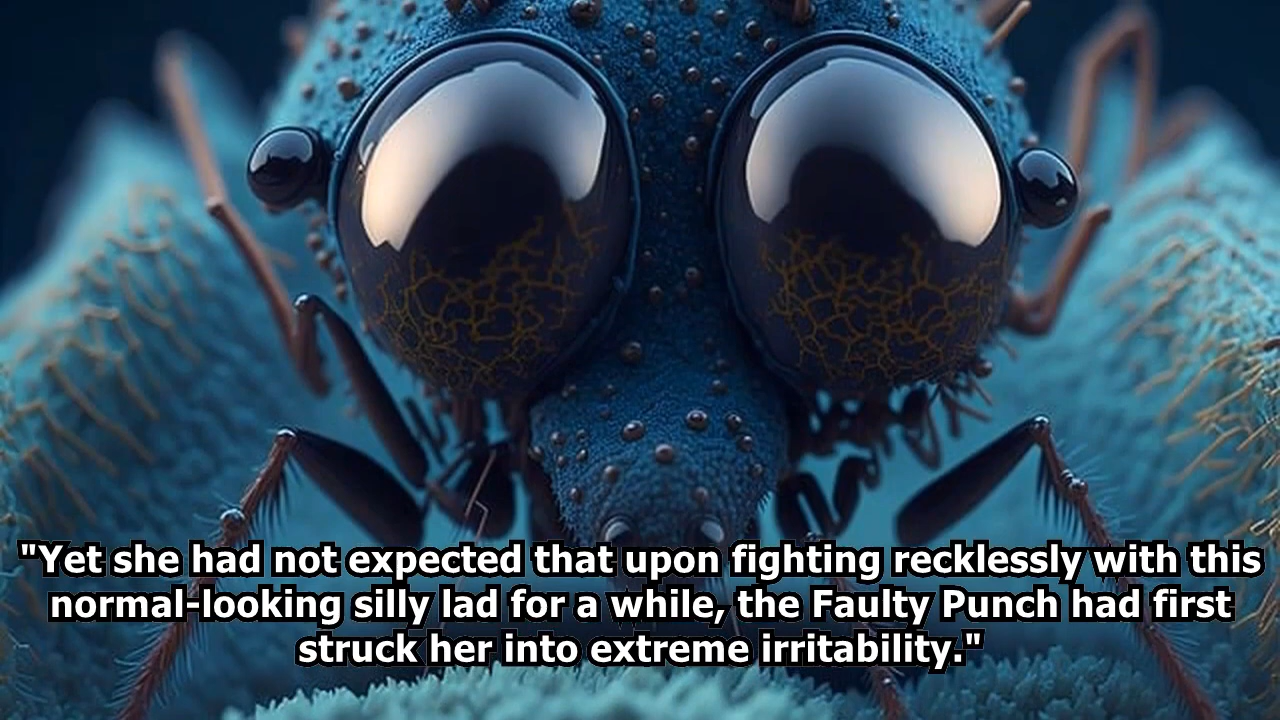 "Yet she had not expected that upon fighting recklessly with this
normal-looking silly lad for a while, the Faulty Punch had first
struck her into extreme irritability."